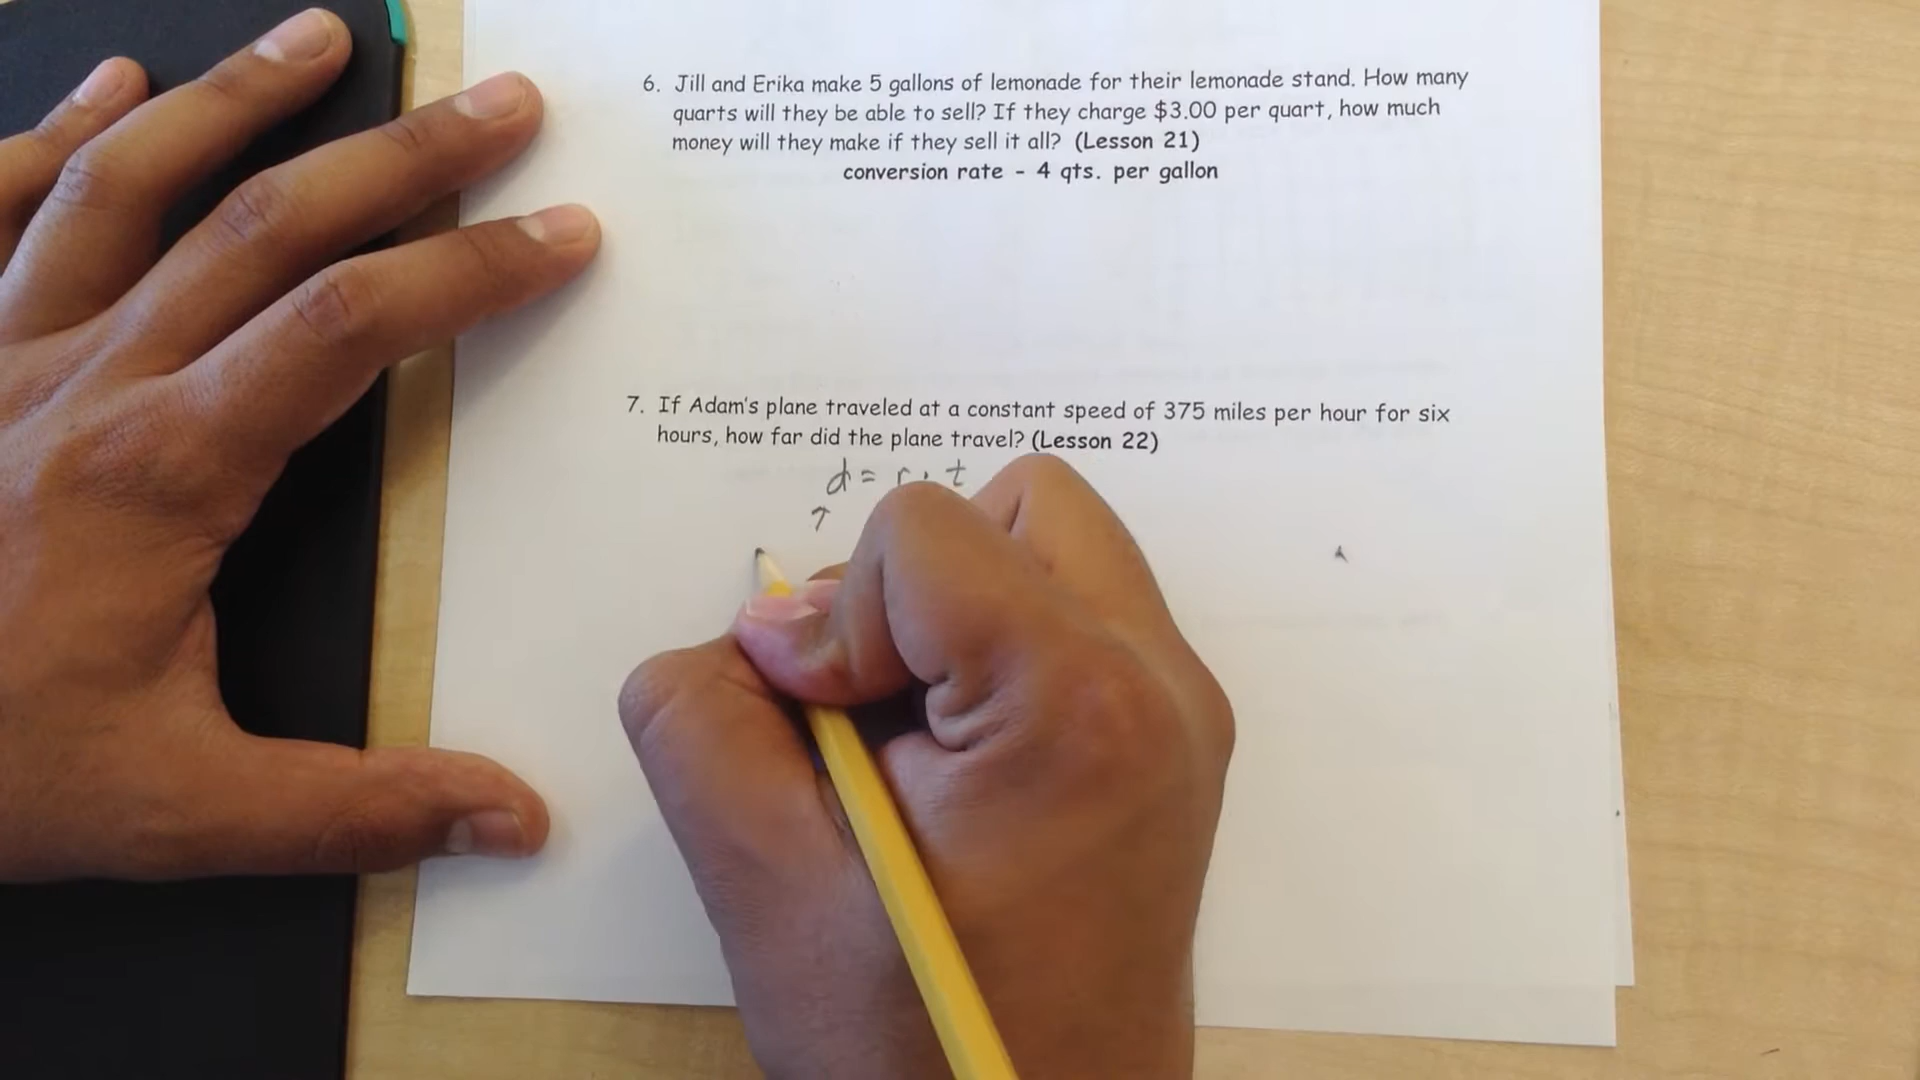 6. Jill and Erika make 5 gallons of lemonade for their lemonade stand. How many
quarts will they be able to sell? If they charge $3.00 per quart, how much
money will they make if they sell it all? (Lesson 21)
conversion rate - 4 qts. per gallon
7. If Adam's plane traveled at a constant speed of 375 miles per hour for six
hours, how far did the plane travel? (Lesson 22)
d = r · t
↑